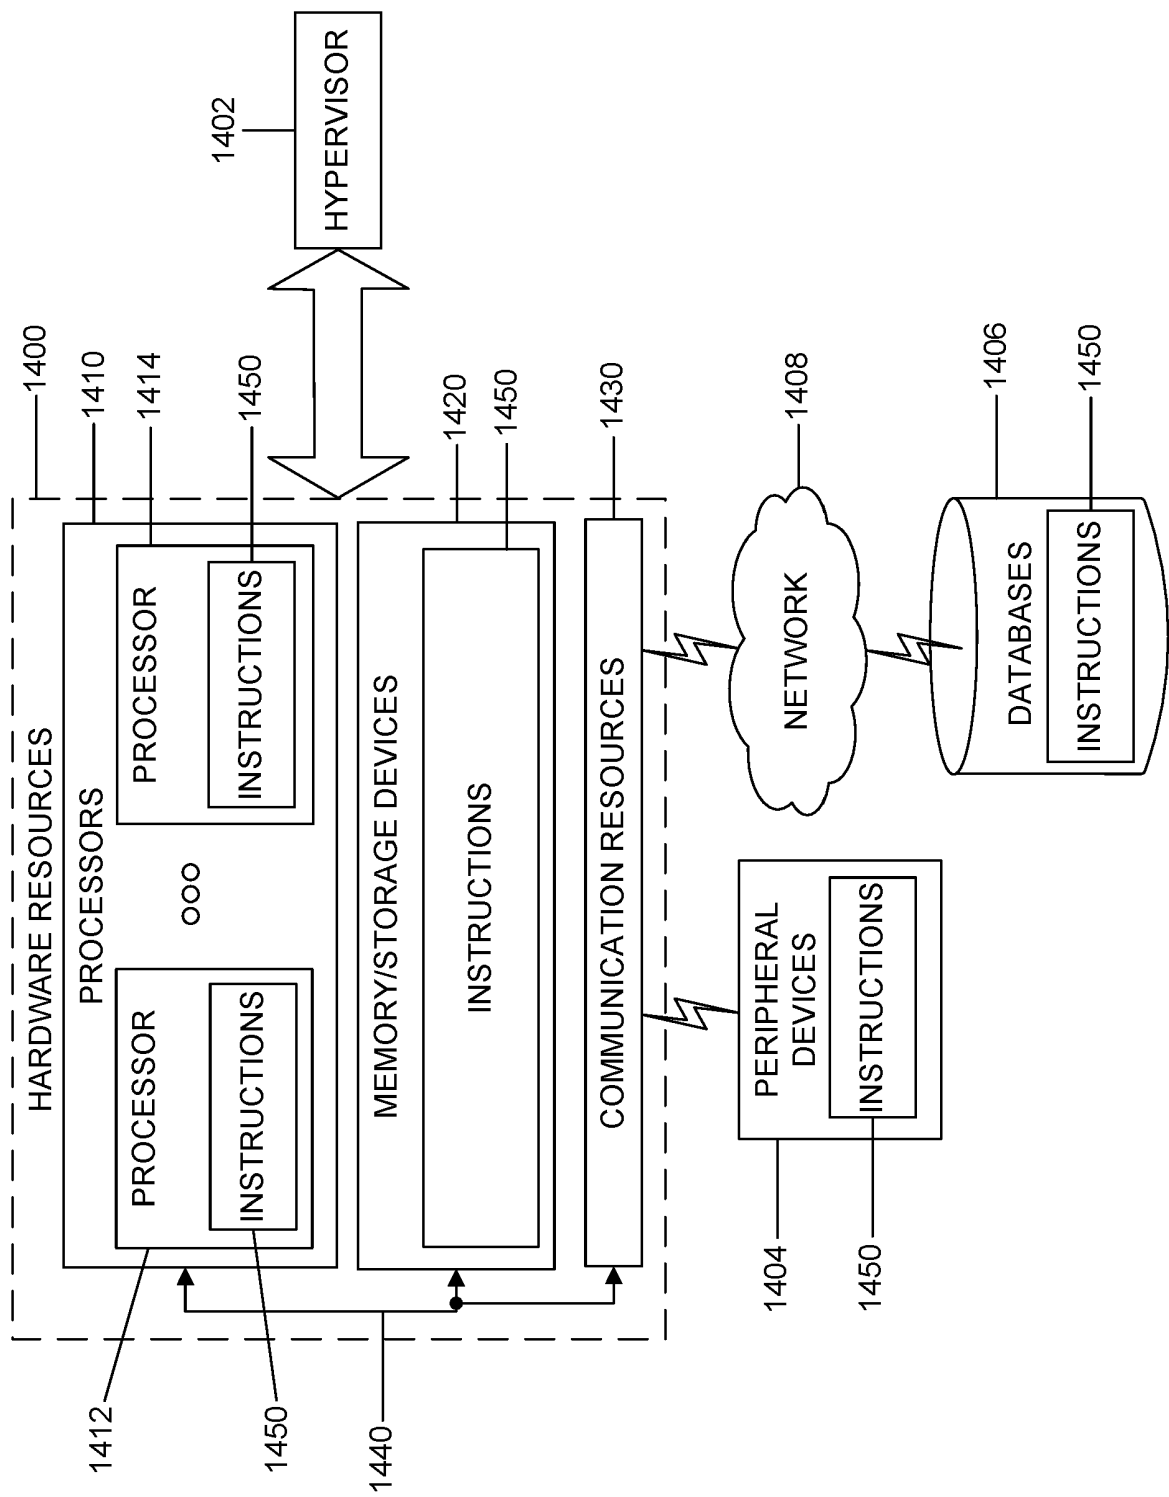 HARDWARE RESOURCES
1400
PROCESSORS
1410
PROCESSOR
1412
INSTRUCTIONS
1450
PROCESSOR
1414
INSTRUCTIONS
1450
HYPERVISOR
1402
MEMORY/STORAGE DEVICES
1420
INSTRUCTIONS
1450
COMMUNICATION RESOURCES
1430
1440
PERIPHERAL
DEVICES
1404
INSTRUCTIONS
1450
NETWORK
1408
DATABASES
1406
INSTRUCTIONS
1450